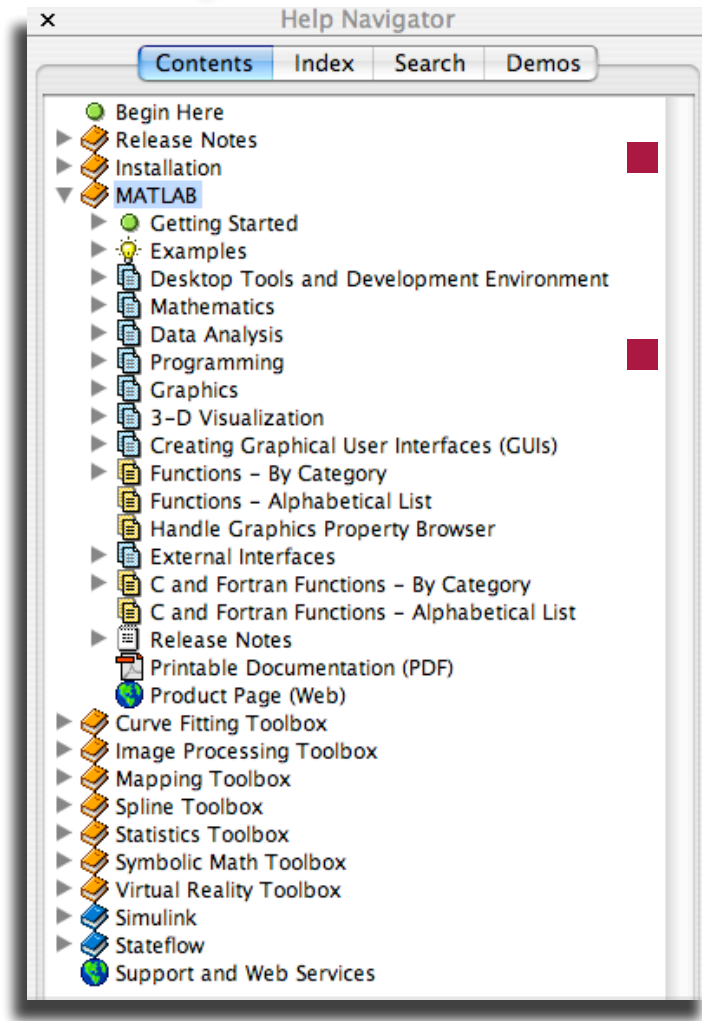 Help Navigator
Contents Index Search Demos
Begin Here
Release Notes
Installation
MATLAB
Getting Started
Examples
Desktop Tools and Development Environment
Mathematics
Data Analysis
Programming
Graphics
3-D Visualization
Creating Graphical User Interfaces (GUIs)
Functions – By Category
Functions – Alphabetical List
Handle Graphics Property Browser
External Interfaces
C and Fortran Functions – By Category
C and Fortran Functions – Alphabetical List
Release Notes
Printable Documentation (PDF)
Product Page (Web)
Curve Fitting Toolbox
Image Processing Toolbox
Mapping Toolbox
Spline Toolbox
Statistics Toolbox
Symbolic Math Toolbox
Virtual Reality Toolbox
Simulink
Stateflow
Support and Web Services